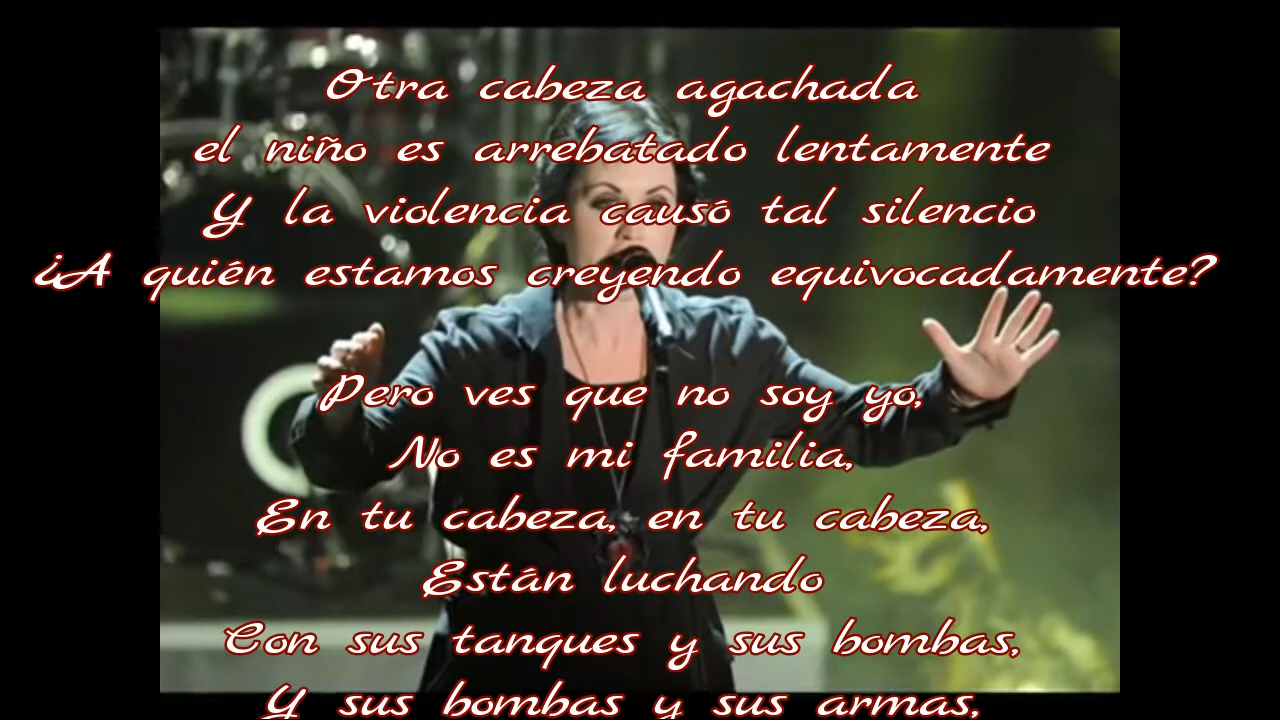 Otra cabeza agachada
el niño es arrebatado lentamente
Y la violencia causó tal silencio
¿A quién estamos creyendo equivocadamente?
Pero ves que no soy yo,
No es mi familia,
En tu cabeza, en tu cabeza,
Están luchando
Con sus tanques y sus bombas,
Y sus bombas y sus armas,